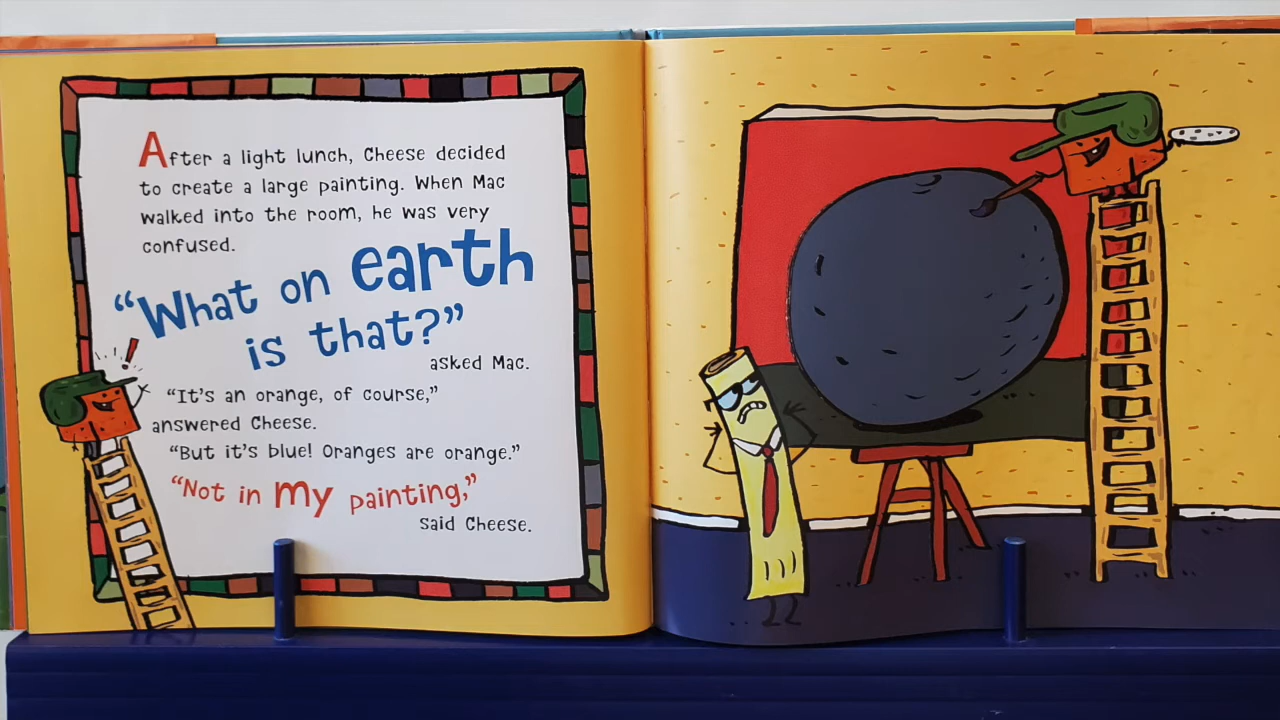 After a light lunch, Cheese decided
to create a large painting. When Mac
walked into the room, he was very
confused.
“What on earth
is that?”
asked Mac.
“It’s an orange, of course,”
answered Cheese.
“But it’s blue! Oranges are orange.”
“Not in my painting,”
said Cheese.